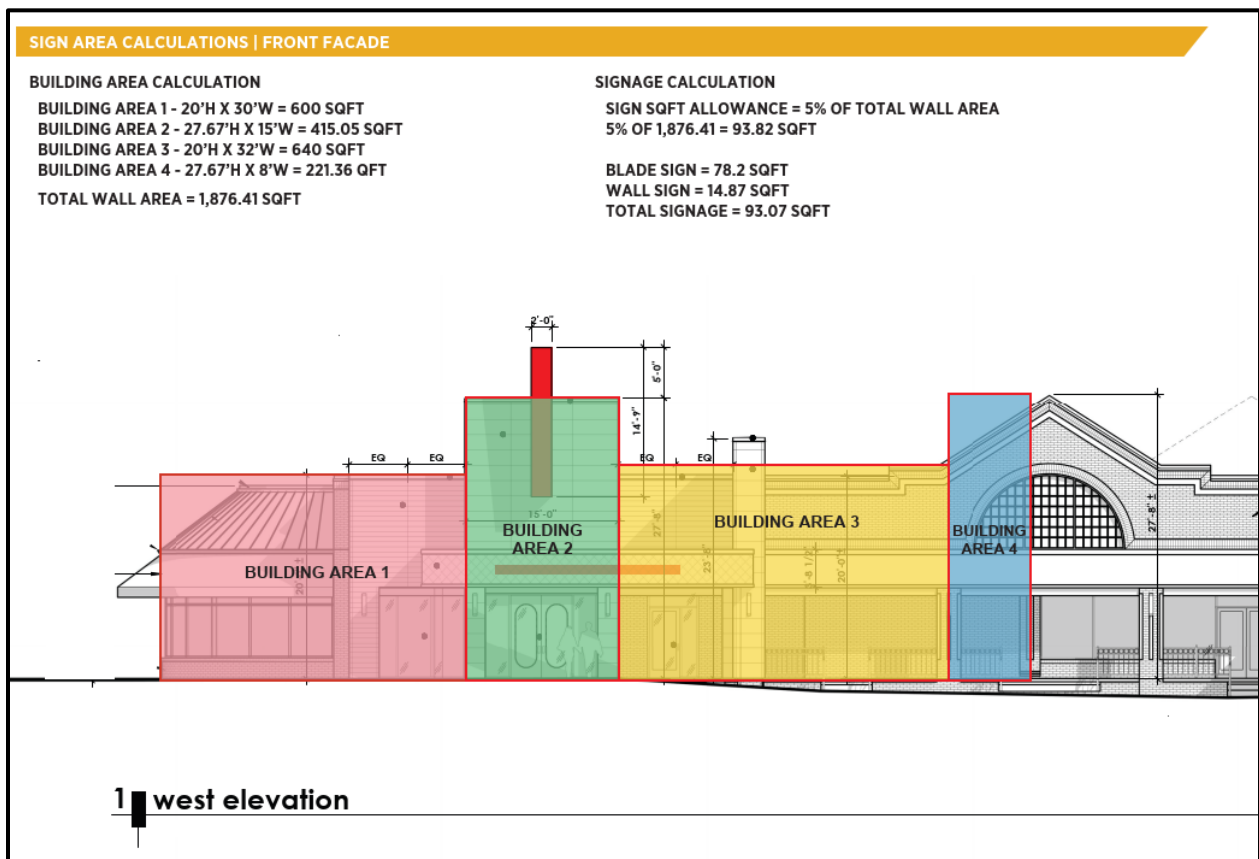 SIGN AREA CALCULATIONS | FRONT FACADE
BUILDING AREA CALCULATION
BUILDING AREA 1 - 20'H X 30'W = 600 SQFT
BUILDING AREA 2 - 27.67'H X 15'W = 415.05 SQFT
BUILDING AREA 3 - 20'H X 32'W = 640 SQFT
BUILDING AREA 4 - 27.67'H X 8'W = 221.36 QFT
TOTAL WALL AREA = 1,876.41 SQFT
SIGNAGE CALCULATION
SIGN SQFT ALLOWANCE = 5% OF TOTAL WALL AREA
5% OF 1,876.41 = 93.82 SQFT
BLADE SIGN = 78.2 SQFT
WALL SIGN = 14.87 SQFT
TOTAL SIGNAGE = 93.07 SQFT
2'-0"
5'-0"
14'-9"
EQ
EQ
EQ
EQ
15'-0"
27'-8"
BUILDING
AREA 2
BUILDING AREA 3
BUILDING
AREA 4
27'-8" ±
BUILDING AREA 1
20'-0"±
1 west elevation